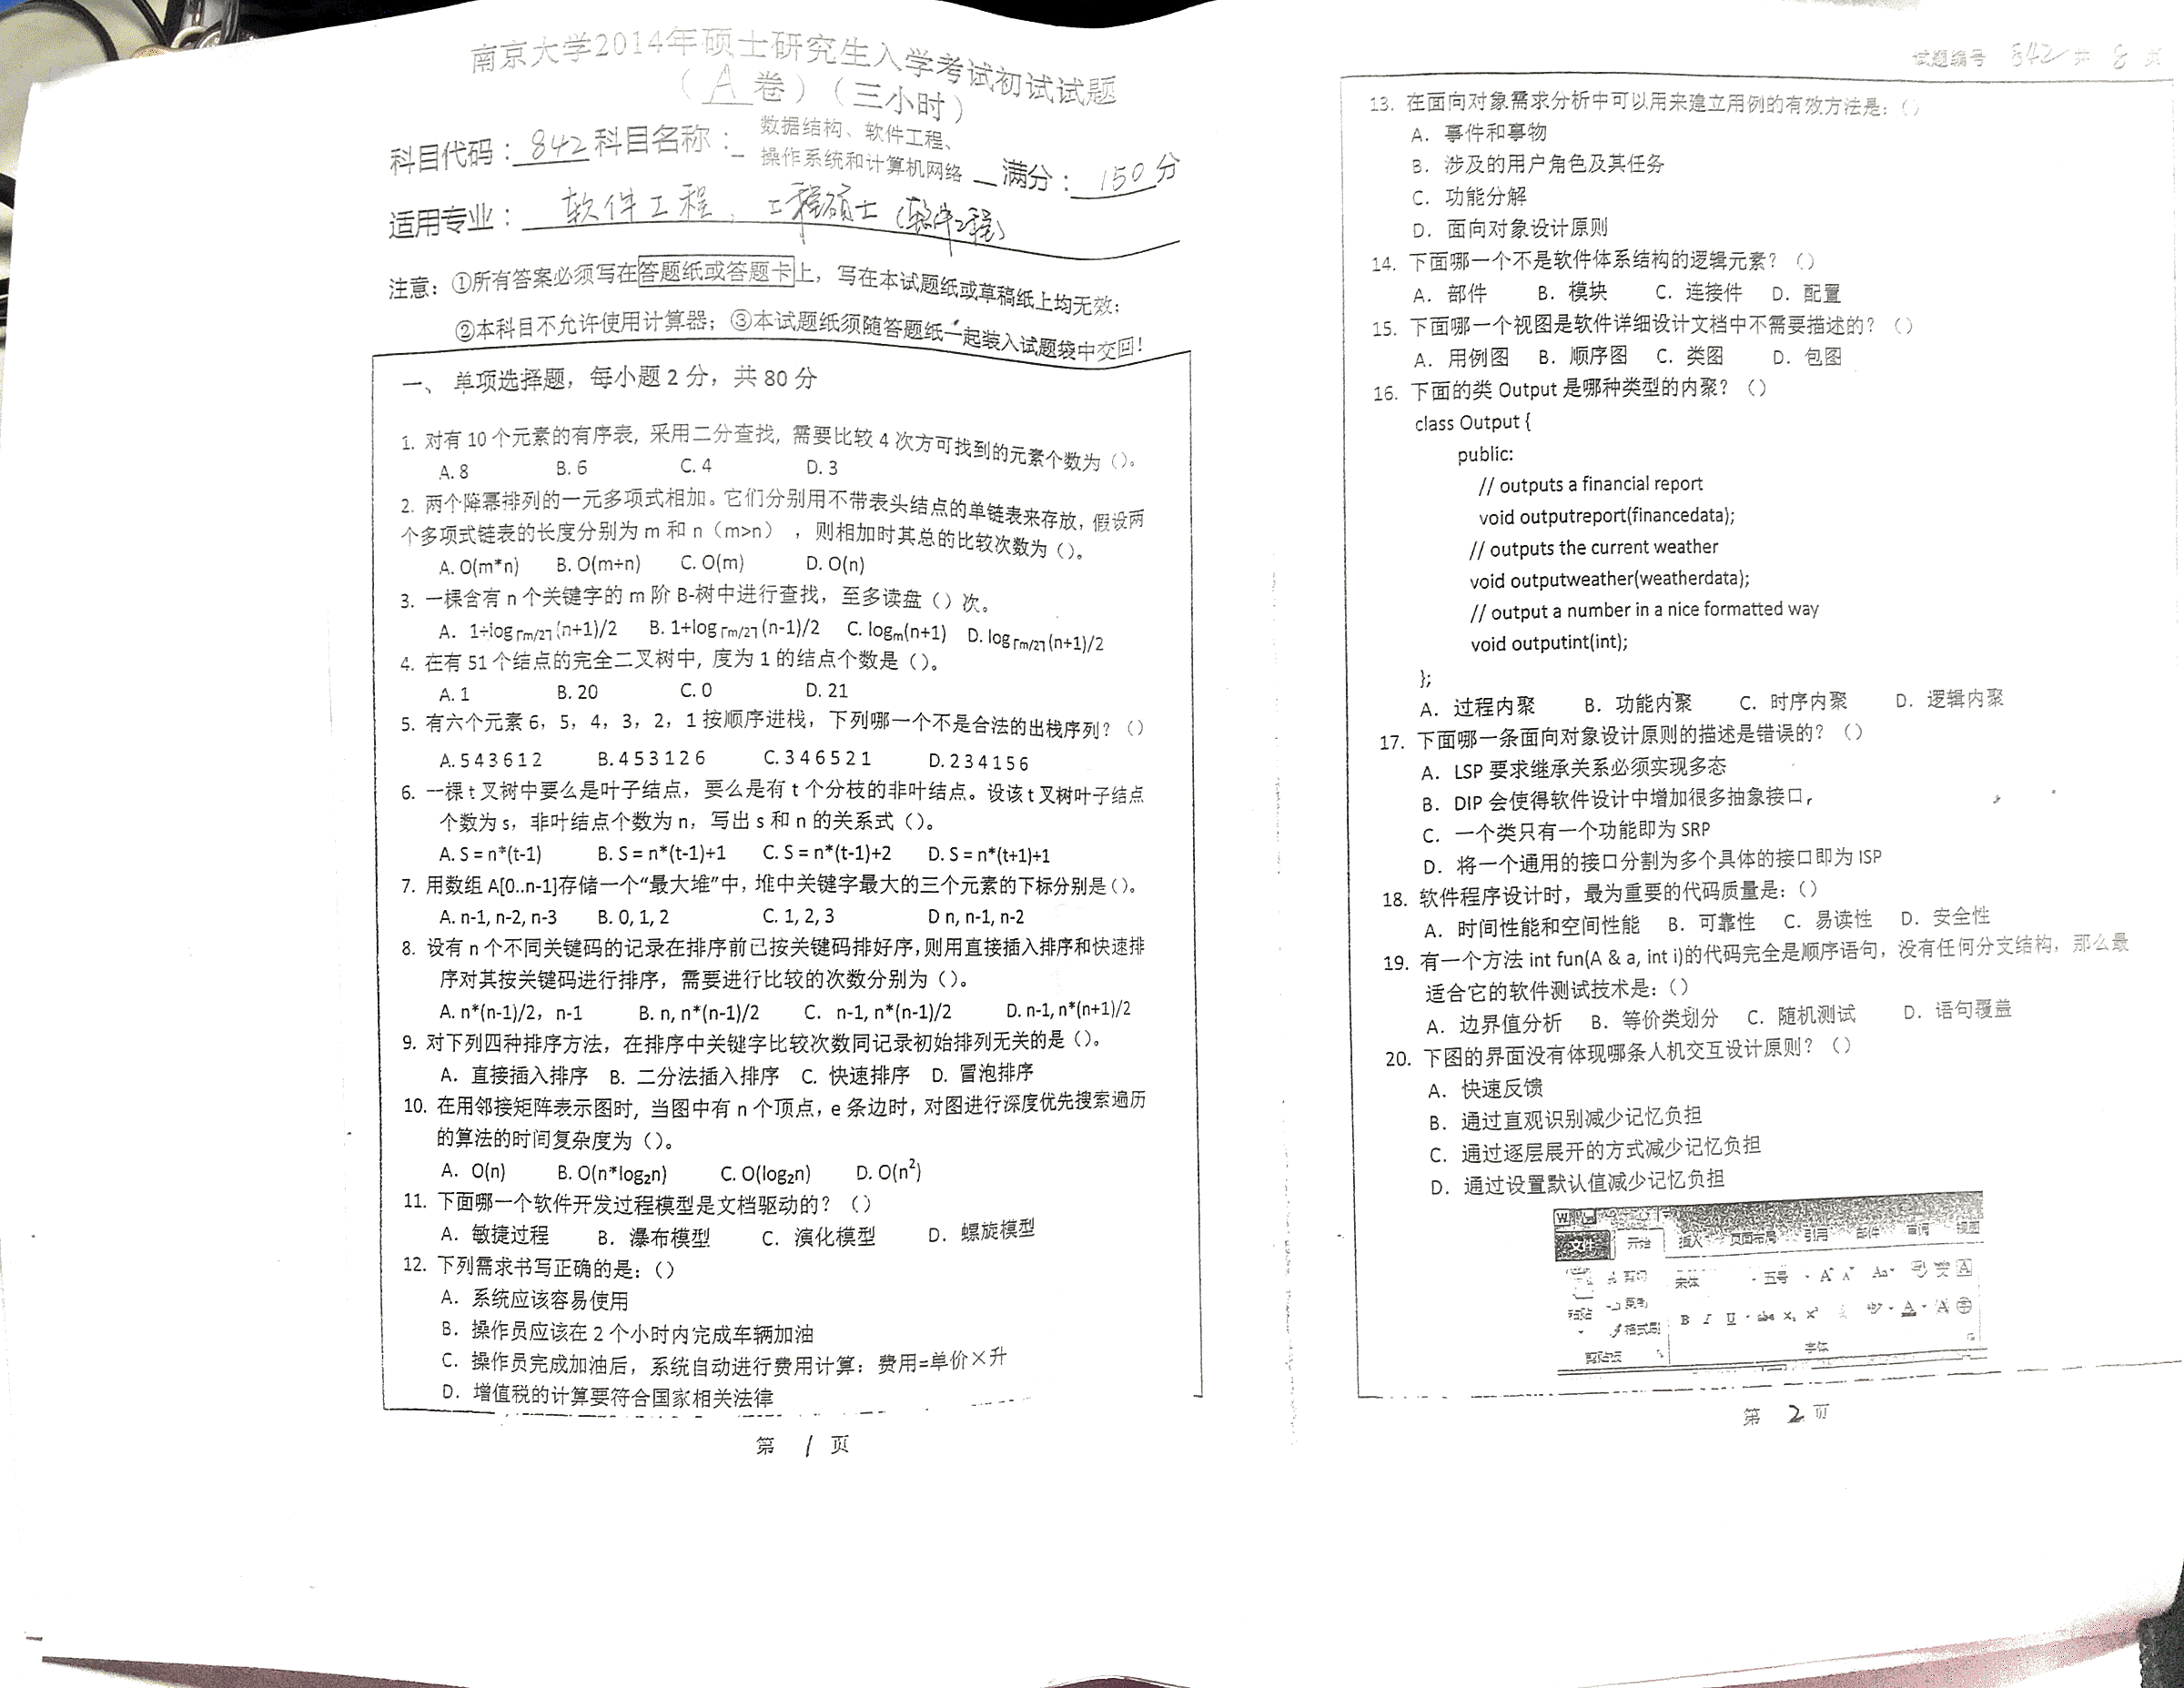 南京大学2014年硕士研究生入学考试初试试题
（A卷）（三小时）
科目代码：842科目名称：数据结构、软件工程、操作系统和计算机网络 满分：150分
适用专业：软件工程，工程硕士（软件工程）
注意：①所有答案必须写在答题纸或答题卡上，写在本试题纸或草稿纸上均无效；
②本科目不允许使用计算器；③本试题纸须随答题纸一起装入试题袋中交回！
一、 单项选择题，每小题2分，共80分
1. 对有10个元素的有序表，采用二分查找，需要比较4次方可找到的元素个数为（）。
A. 8 B. 6 C. 4 D. 3
2. 两个降幂排列的一元多项式相加。它们分别用不带表头结点的单链表来存放，假设两
个多项式链表的长度分别为 m 和 n（m>n） ，则相加时其总的比较次数为（）。
A. O(m*n) B. O(m+n) C. O(m) D. O(n)
3. 一棵含有 n 个关键字的 m 阶 B-树中进行查找，至多读盘（）次。
A. 1+log⌈m/2⌉(n+1)/2 B. 1+log⌈m/2⌉(n-1)/2 C. logm(n+1) D. log⌈m/2⌉(n+1)/2
4. 在有51个结点的完全二叉树中，度为1的结点个数是（）。
A. 1 B. 20 C. 0 D. 21
5. 有六个元素 6，5，4，3，2，1按顺序进栈，下列哪一个不是合法的出栈序列？（）
A. 5 4 3 6 1 2 B. 4 5 3 1 2 6 C. 3 4 6 5 2 1 D. 2 3 4 1 5 6
6. 一棵 t 叉树中要么是叶子结点，要么是有 t 个分枝的非叶结点。设该 t 叉树叶子结点
个数为 s，非叶结点个数为 n，写出 s 和 n 的关系式（）。
A. S = n*(t-1) B. S = n*(t-1)+1 C. S = n*(t-1)+2 D. S = n*(t+1)+1
7. 用数组 A[0..n-1]存储一个“最大堆”中，堆中关键字最大的三个元素的下标分别是（）。
A. n-1, n-2, n-3 B. 0, 1, 2 C. 1, 2, 3 D n, n-1, n-2
8. 设有 n 个不同关键码的记录在排序前已按关键码排好序，则用直接插入排序和快速排
序对其按关键码进行排序，需要进行比较的次数分别为（）。
A. n*(n-1)/2，n-1 B. n, n*(n-1)/2 C. n-1, n*(n-1)/2 D. n-1, n*(n+1)/2
9. 对下列四种排序方法，在排序中关键字比较次数同记录初始排列无关的是（）。
A. 直接插入排序 B. 二分法插入排序 C. 快速排序 D. 冒泡排序
10. 在用邻接矩阵表示图时，当图中有 n 个顶点，e 条边时，对图进行深度优先搜索遍历
的算法的时间复杂度为（）。
A. O(n) B. O(n*log₂n) C. O(log₂n) D. O(n²)
11. 下面哪一个软件开发过程模型是文档驱动的？（）
A. 敏捷过程 B. 瀑布模型 C. 演化模型 D. 螺旋模型
12. 下列需求书写正确的是：（）
A. 系统应该容易使用
B. 操作员应该在2个小时内完成车辆加油
C. 操作员完成加油后，系统自动进行费用计算：费用=单价×升
D. 增值税的计算要符合国家相关法律
第 1 页
试题编号 842 共 8 页
13. 在面向对象需求分析中可以用来建立用例的有效方法是：（）
A. 事件和事物
B. 涉及的用户角色及其任务
C. 功能分解
D. 面向对象设计原则
14. 下面哪一个不是软件体系结构的逻辑元素？（）
A. 部件 B. 模块 C. 连接件 D. 配置
15. 下面哪一个视图是软件详细设计文档中不需要描述的？（）
A. 用例图 B. 顺序图 C. 类图 D. 包图
16. 下面的类 Output 是哪种类型的内聚？（）
class Output {
public:
// outputs a financial report
void outputreport(financedata);
// outputs the current weather
void outputweather(weatherdata);
// output a number in a nice formatted way
void outputint(int);
};
A. 过程内聚 B. 功能内聚 C. 时序内聚 D. 逻辑内聚
17. 下面哪一条面向对象设计原则的描述是错误的？（）
A. LSP 要求继承关系必须实现多态
B. DIP 会使得软件设计中增加很多抽象接口，
C. 一个类只有一个功能即为 SRP
D. 将一个通用的接口分割为多个具体的接口即为 ISP
18. 软件程序设计时，最为重要的代码质量是：（）
A. 时间性能和空间性能 B. 可靠性 C. 易读性 D. 安全性
19. 有一个方法 int fun(A & a, int i)的代码完全是顺序语句，没有任何分支结构，那么最
适合它的软件测试技术是：（）
A. 边界值分析 B. 等价类划分 C. 随机测试 D. 语句覆盖
20. 下图的界面没有体现哪条人机交互设计原则？（）
A. 快速反馈
B. 通过直观识别减少记忆负担
C. 通过逐层展开的方式减少记忆负担
D. 通过设置默认值减少记忆负担
文件 开始 插入 页面布局 引用 邮件 审阅 视图
剪切 宋体 五号
粘贴 复制
格式刷 B I U abc x₂ x²
剪贴板 字体
第 2 页